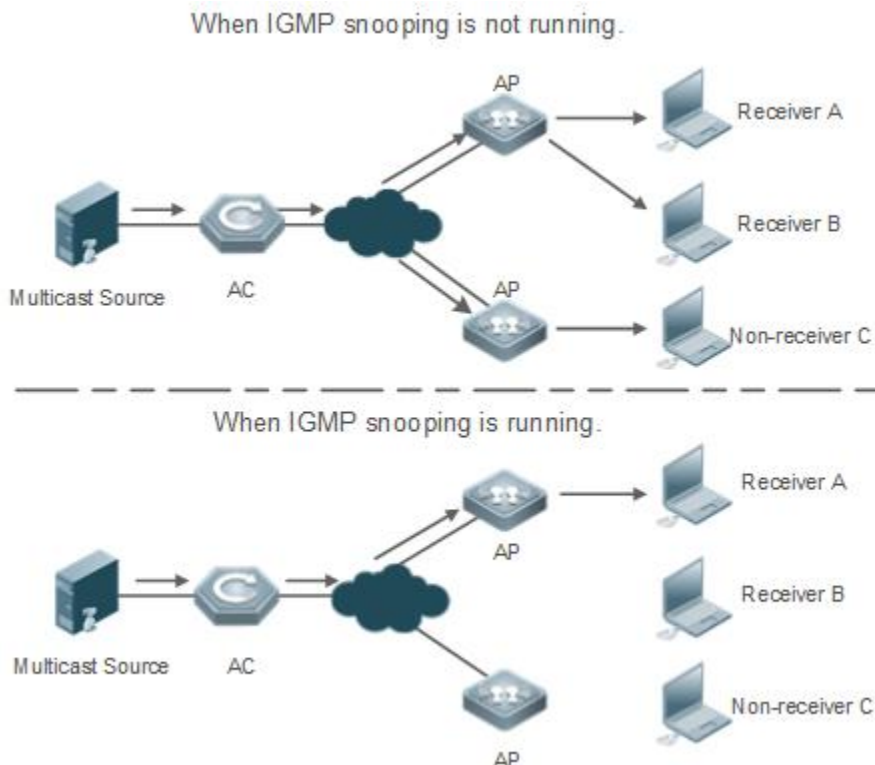 When IGMP snooping is not running.
AP
Receiver A
Receiver B
Multicast Source
AC
AP
Non-receiver C
When IGMP snooping is running.
Receiver A
AP
Receiver B
Multicast Source
AC
Non-receiver C
AP